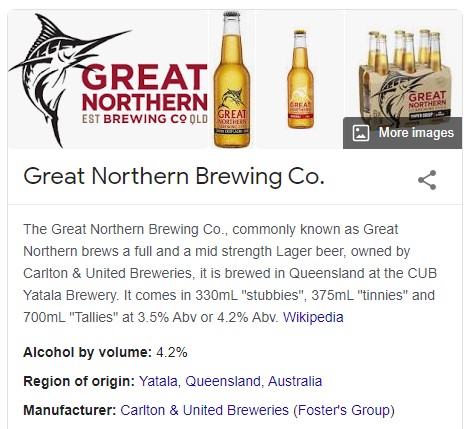 GREAT
NORTHERN
EST BREWING CO QLD
GREAT
NORTHERN
GREAT
NORTHERN
SUPER CRISP
More images
Great Northern Brewing Co.
The Great Northern Brewing Co., commonly known as Great
Northern brews a full and a mid strength Lager beer, owned by
Carlton & United Breweries, it is brewed in Queensland at the CUB
Yatala Brewery. It comes in 330mL "stubbies", 375mL "tinnies" and
700mL "Tallies" at 3.5% Abv or 4.2% Abv. Wikipedia
Alcohol by volume: 4.2%
Region of origin: Yatala, Queensland, Australia
Manufacturer: Carlton & United Breweries (Foster's Group)